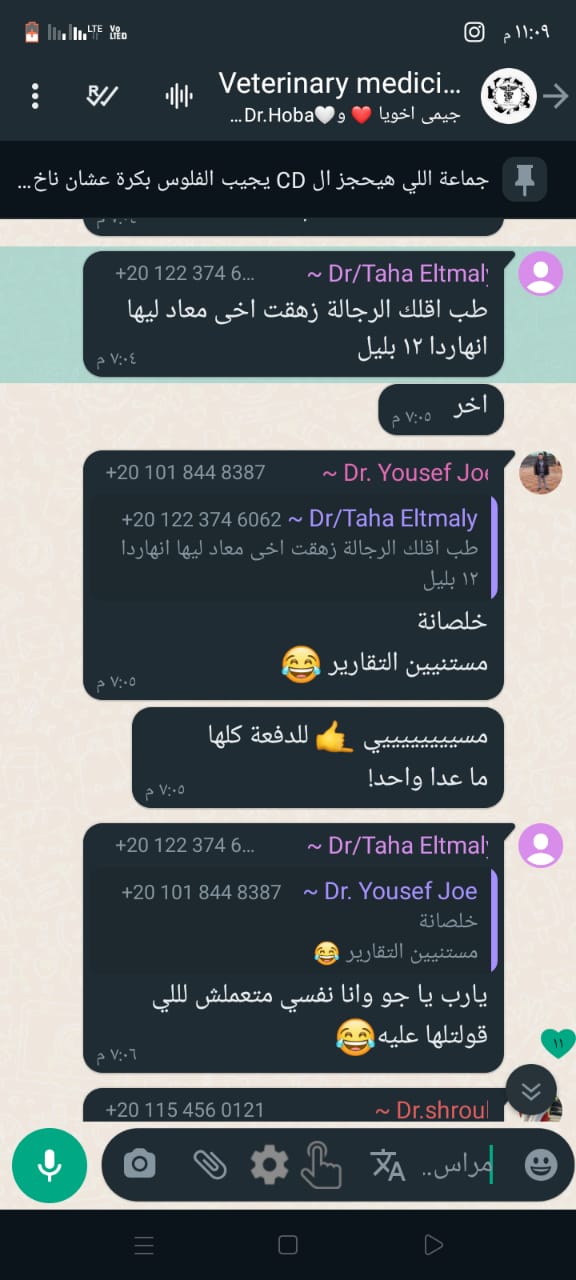 ١١:٠٩ م
LTE
Vo LTED
Veterinary medici...
جيمى اخويا ❤️ و🤍Dr.Hoba...
جماعة اللي هيحجز ال CD يجيب الفلوس بكرة عشان ناخ...
~ Dr/Taha Eltmaly +20 122 374 6...
طب اقلك الرجالة زهقت اخى معاد ليها
انهاردا ١٢ بليل
٧:٠٤ م
اخر
٧:٠٥ م
~ Dr. Yousef Joe +20 101 844 8387
~ Dr/Taha Eltmaly +20 122 374 6062
طب اقلك الرجالة زهقت اخى معاد ليها انهاردا
١٢ بليل
خلصانة
مستنيين التقارير 😂
٧:٠٥ م
مسيييييييييي 🤙 للدفعة كلها
ما عدا واحد!
٧:٠٥ م
~ Dr/Taha Eltmaly +20 122 374 6...
~ Dr. Yousef Joe +20 101 844 8387
خلصانة
مستنيين التقارير 😂
يارب يا جو وانا نفسي متعملش لللي
قولتلها عليه😂
٧:٠٦ م
١١
~ Dr.shroul +20 115 456 0121
مراس..